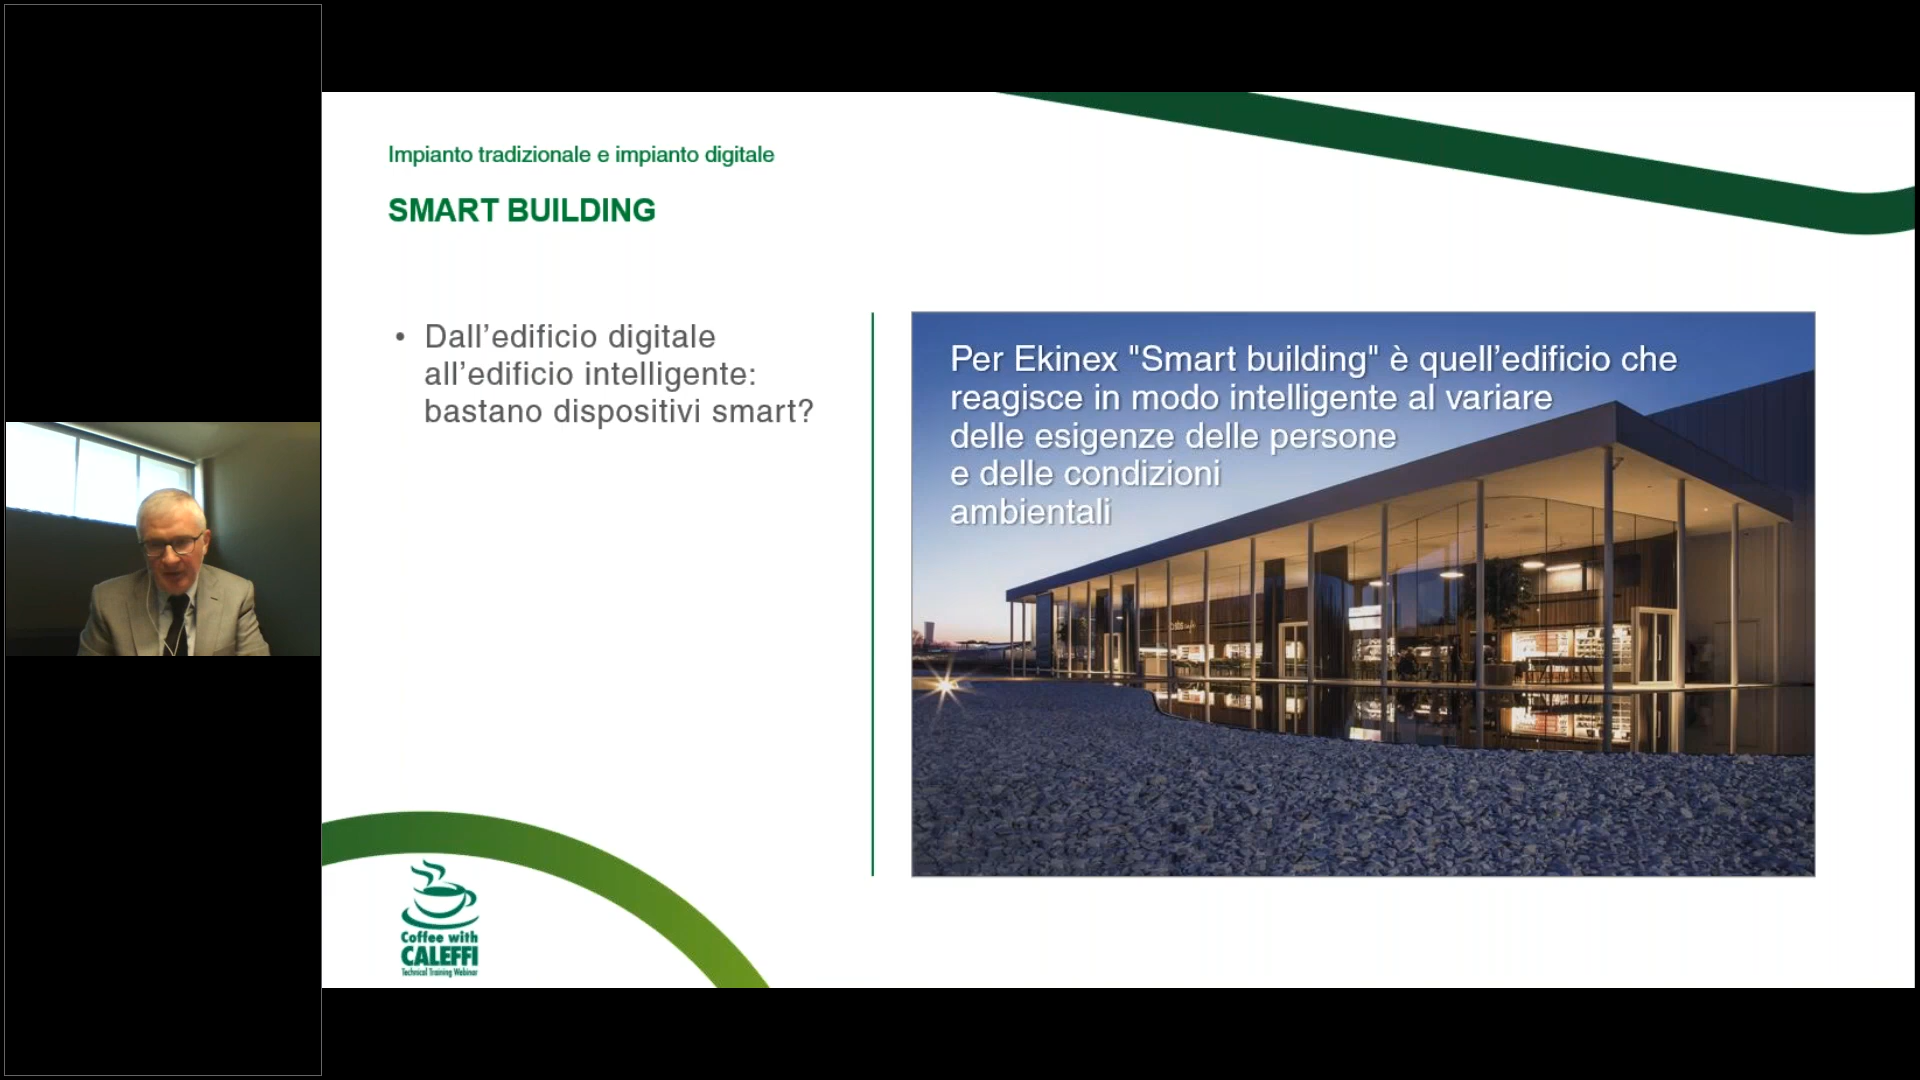 Impianto tradizionale e impianto digitale
SMART BUILDING
• Dall’edificio digitale
all’edificio intelligente:
bastano dispositivi smart?
Per Ekinex "Smart building" è quell’edificio che
reagisce in modo intelligente al variare
delle esigenze delle persone
e delle condizioni
ambientali
Coffee with
CALEFFI
Technical Training Webinar